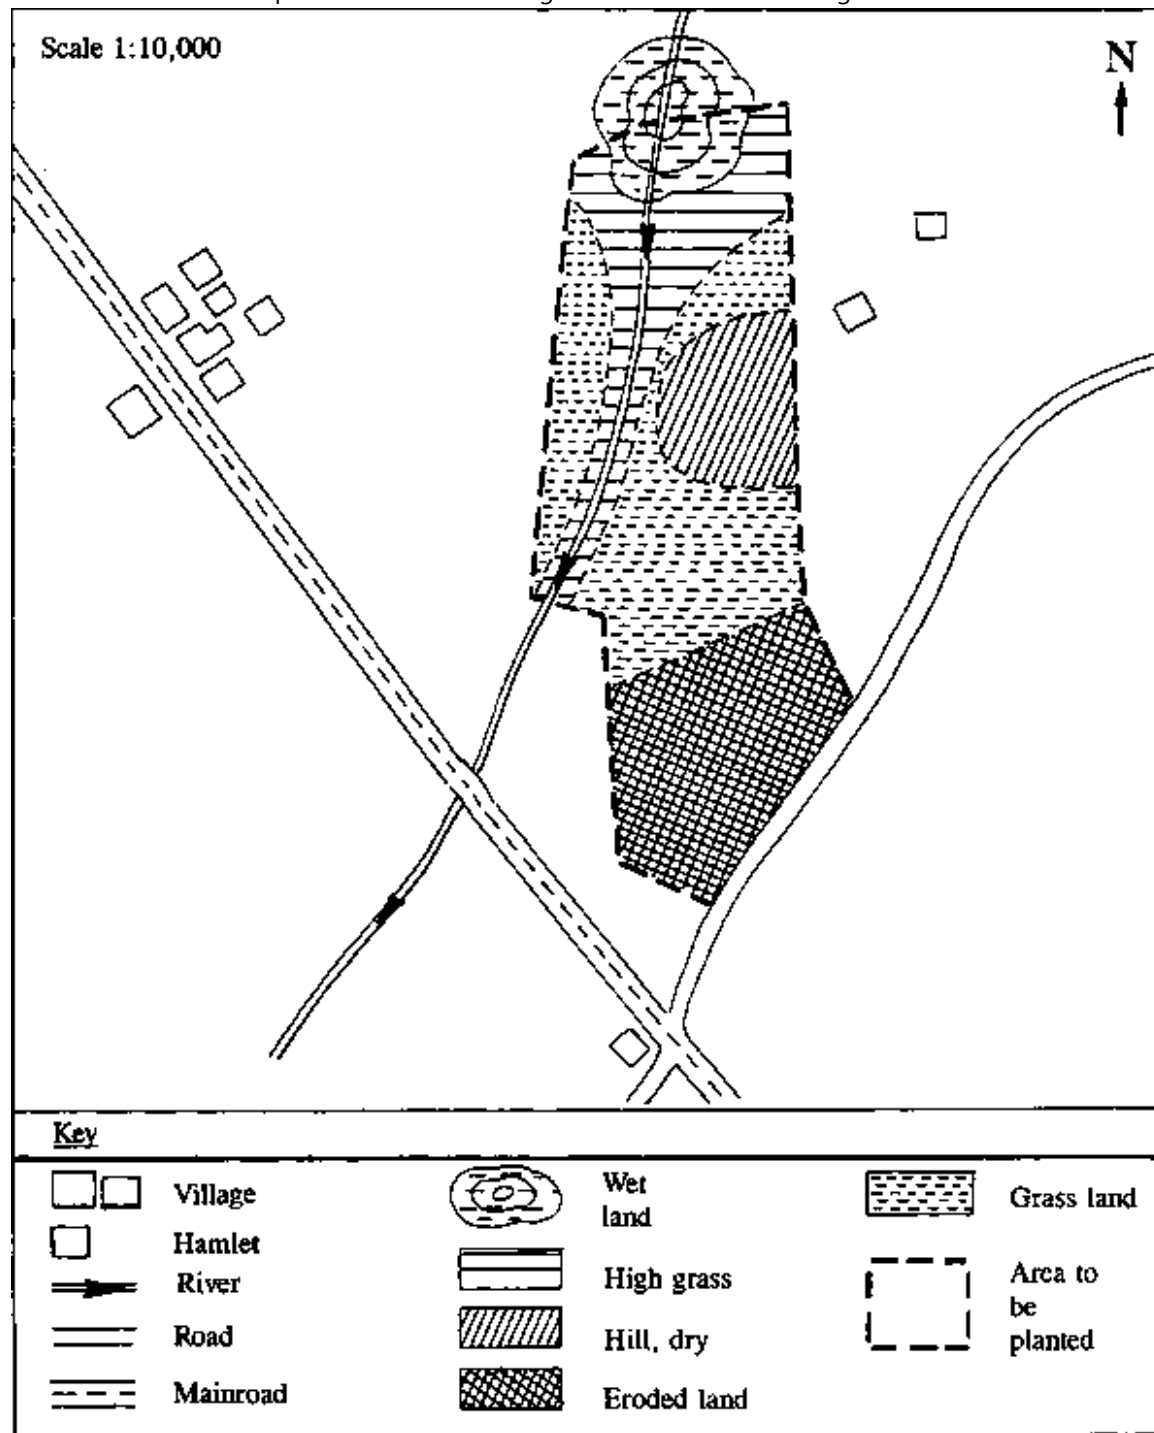 Scale 1:10,000
N
Key
Village
Hamlet
River
Road
Mainroad
Wet
land
High grass
Hill, dry
Eroded land
Grass land
Area to
be
planted